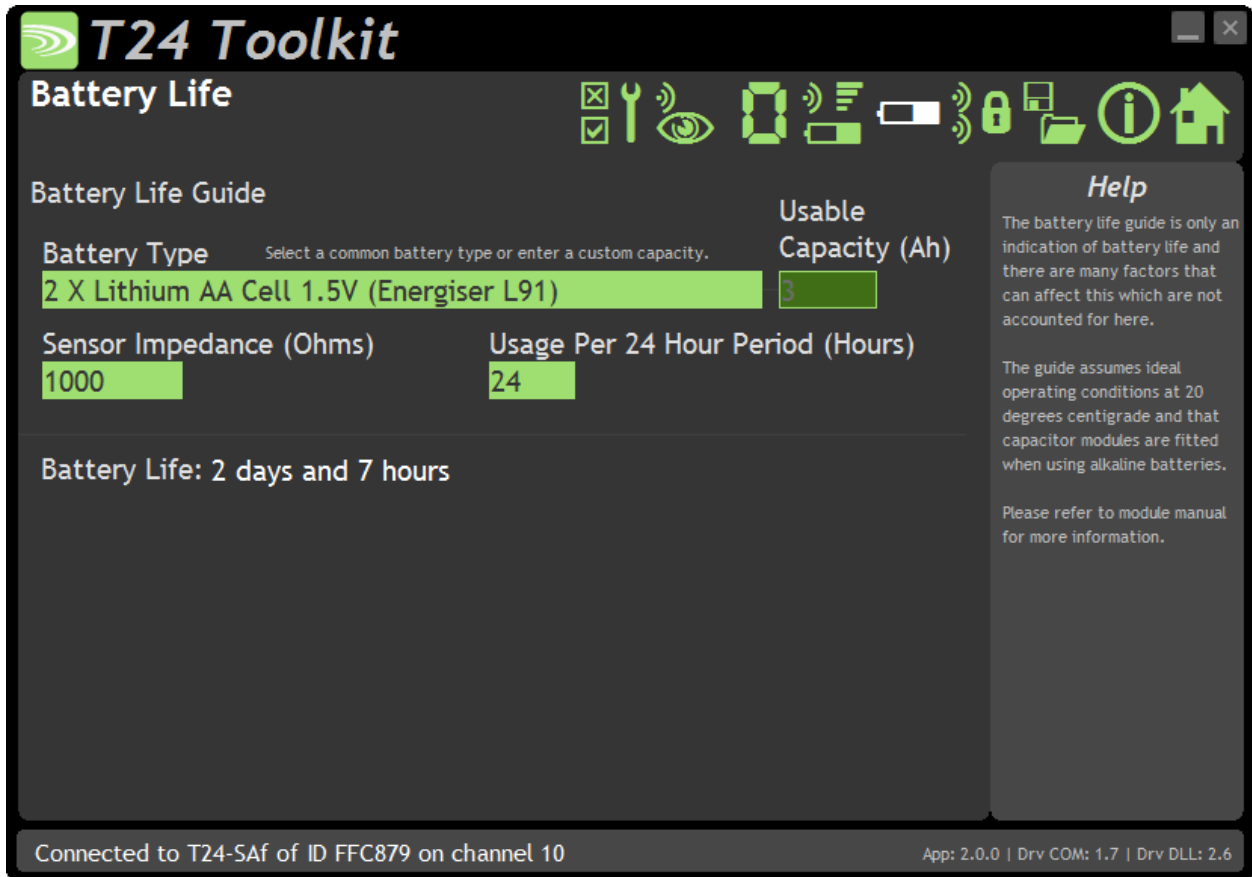 T24 Toolkit
Battery Life
Battery Life Guide
Usable
Capacity (Ah)
Battery Type
Select a common battery type or enter a custom capacity.
2 X Lithium AA Cell 1.5V (Energiser L91)
3
Sensor Impedance (Ohms)
Usage Per 24 Hour Period (Hours)
1000
24
Battery Life: 2 days and 7 hours
Help
The battery life guide is only an
indication of battery life and
there are many factors that
can affect this which are not
accounted for here.
The guide assumes ideal
operating conditions at 20
degrees centigrade and that
capacitor modules are fitted
when using alkaline batteries.
Please refer to module manual
for more information.
Connected to T24-SAf of ID FFC879 on channel 10
App: 2.0.0 | Drv COM: 1.7 | Drv DLL: 2.6